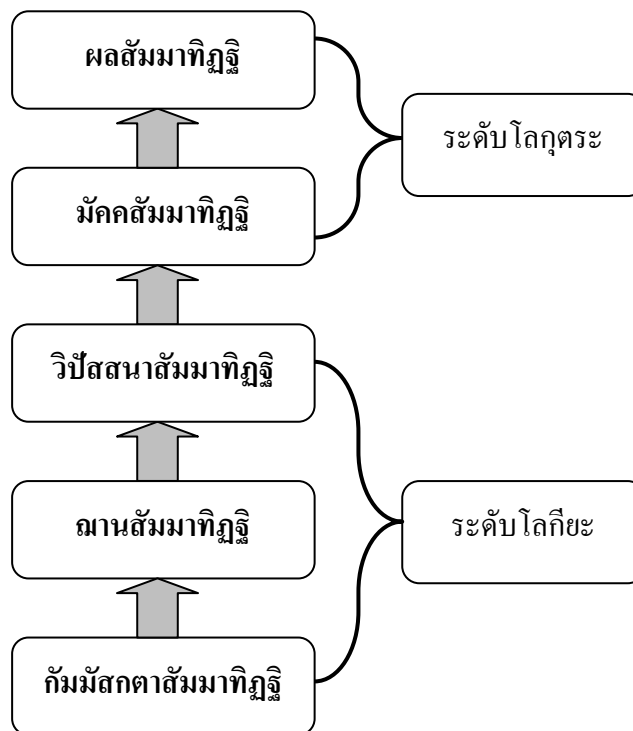 ผลสัมมาทิฏฐิ
ระดับโลกุตระ
มัคคสัมมาทิฏฐิ
วิปัสสนาสัมมาทิฏฐิ
ฌานสัมมาทิฏฐิ
ระดับโลกียะ
กัมมัสกตาสัมมาทิฏฐิ